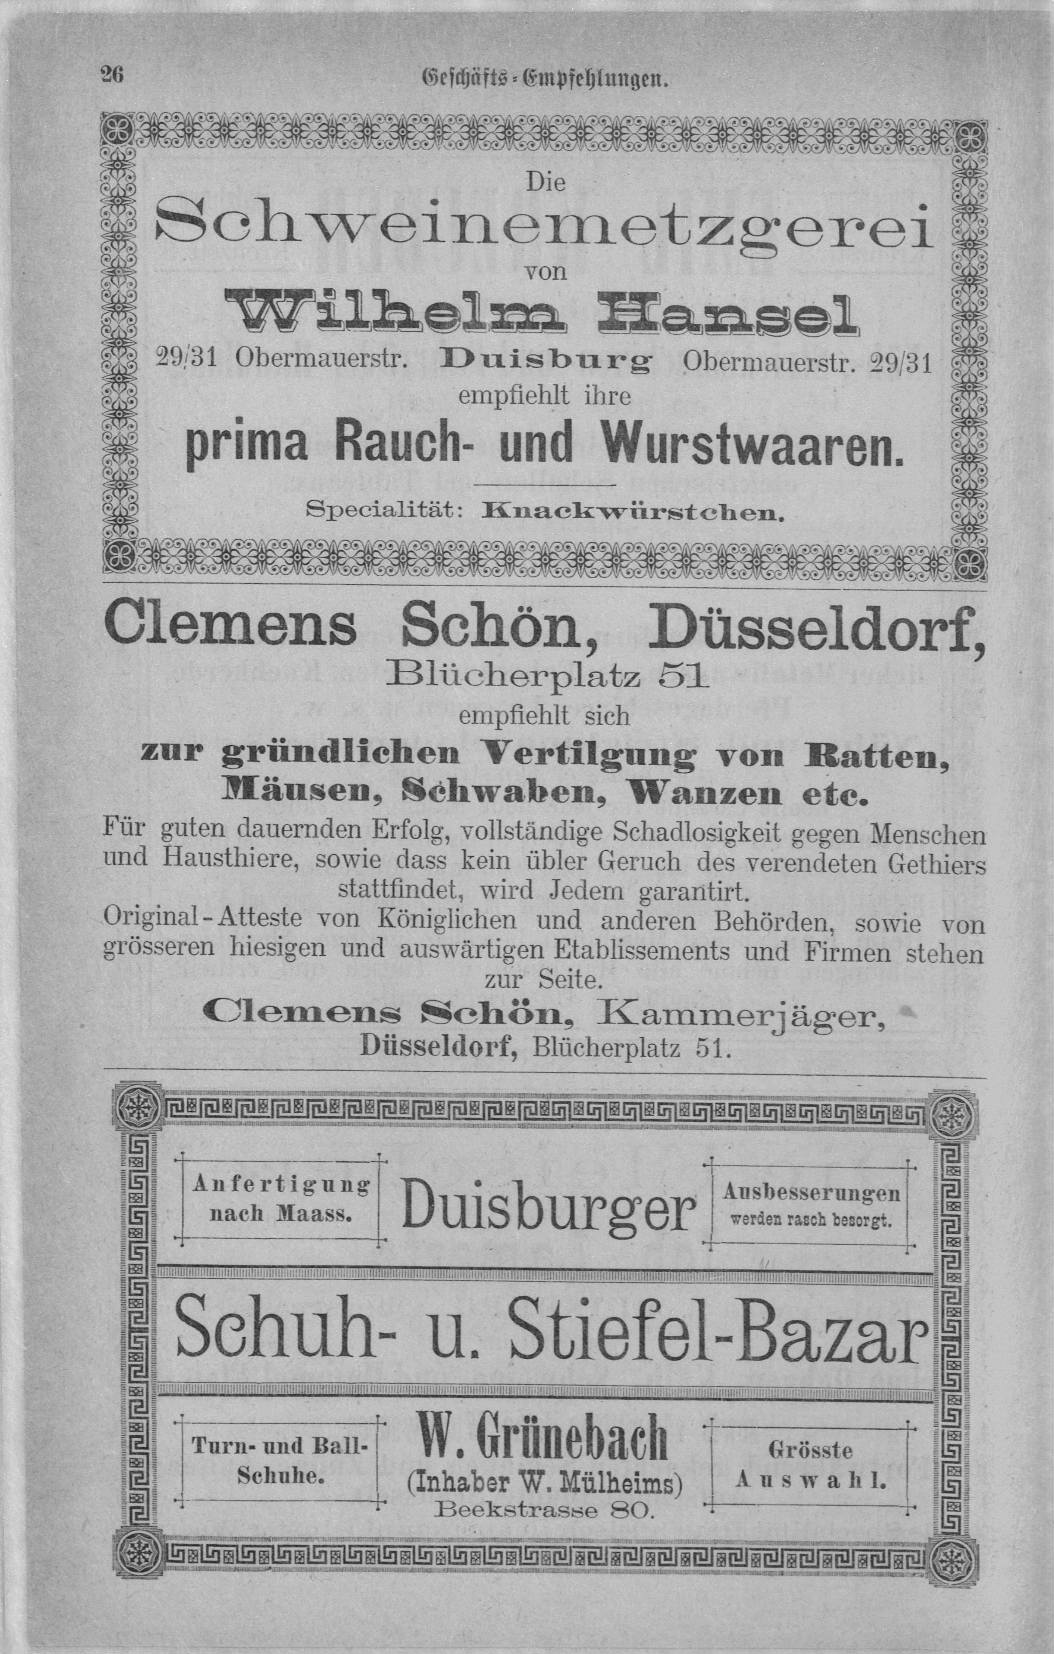 26
Geschäfts-Empfehlungen.
Die
Schweinemetzgerei
von
Wilhelm Hansel
29/31 Obermauerstr. Duisburg Obermauerstr. 29/31
empfiehlt ihre
prima Rauch- und Wurstwaaren.
Specialität: Knackwürstchen.
Clemens Schön, Düsseldorf,
Blücherplatz 51
empfiehlt sich
zur gründlichen Vertilgung von Ratten,
Mäusen, Schwaben, Wanzen etc.
Für guten dauernden Erfolg, vollständige Schadlosigkeit gegen Menschen
und Hausthiere, sowie dass kein übler Geruch des verendeten Gethiers
stattfindet, wird Jedem garantirt.
Original-Atteste von Königlichen und anderen Behörden, sowie von
grösseren hiesigen und auswärtigen Etablissements und Firmen stehen
zur Seite.
Clemens Schön, Kammerjäger,
Düsseldorf, Blücherplatz 51.
Anfertigung
nach Maass.
Duisburger
Ausbesserungen
werden rasch besorgt.
Schuh- u. Stiefel-Bazar
Turn- und Ball-
Schuhe.
W. Grünebach
(Inhaber W. Mülheims)
Beekstrasse 80.
Grösste
Auswahl.